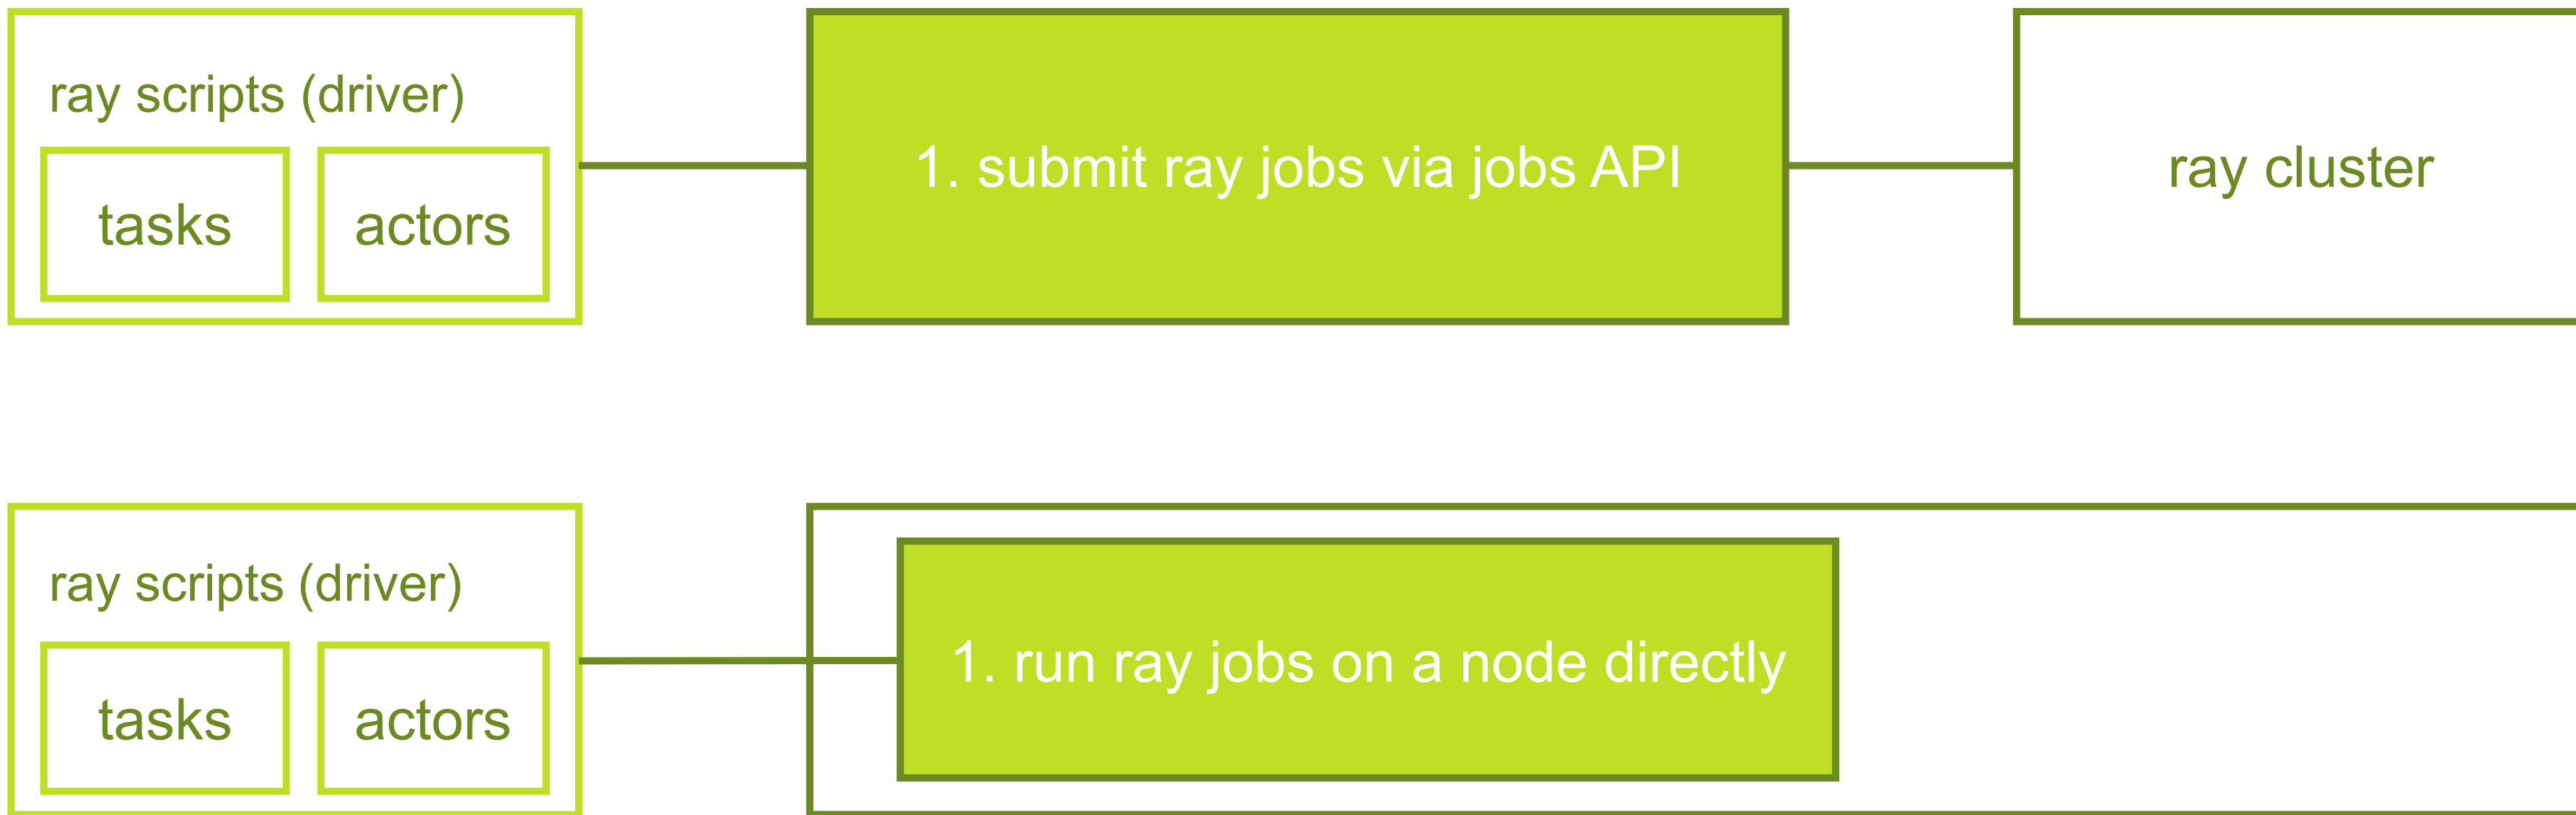 ray scripts (driver)
tasks
actors
1. submit ray jobs via jobs API
ray cluster
ray scripts (driver)
tasks
actors
1. run ray jobs on a node directly